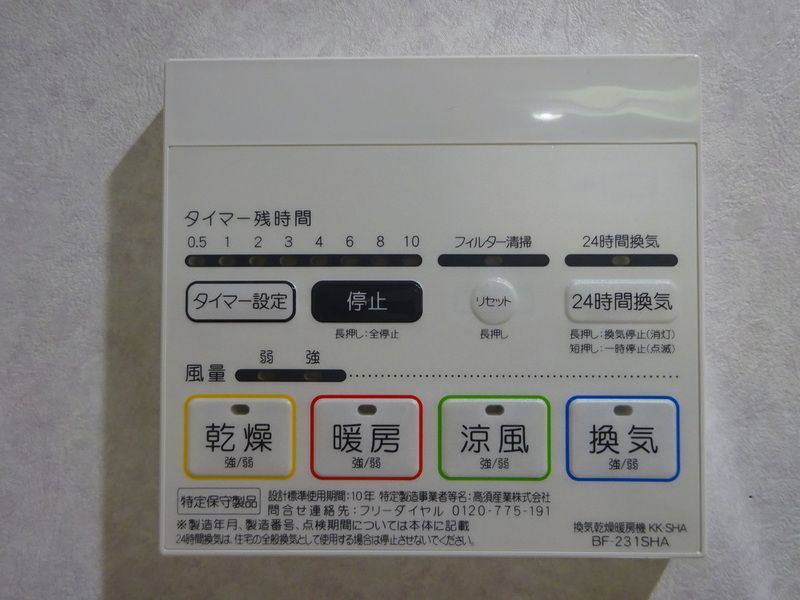 タイマー残時間
0.5 1 2 3 4 6 8 10 フィルター清掃 24時間換気
タイマー設定 停止 リセット 24時間換気
長押し:全停止 長押し 長押し:換気停止(消灯)
短押し:一時停止(点滅)
弱 強
風量
乾燥 暖房 涼風 換気
強/弱 強/弱 強/弱 強/弱
特定保守製品 設計標準使用期間:10年 特定製造事業者等名:高須産業株式会社
問合せ連絡先:フリーダイヤル 0120-775-191
※製造年月、製造番号、点検期間については本体に記載
24時間換気は、住宅の全般換気として使用する場合は停止させないでください。
換気乾燥暖房機 KK-SHA
BF-231SHA